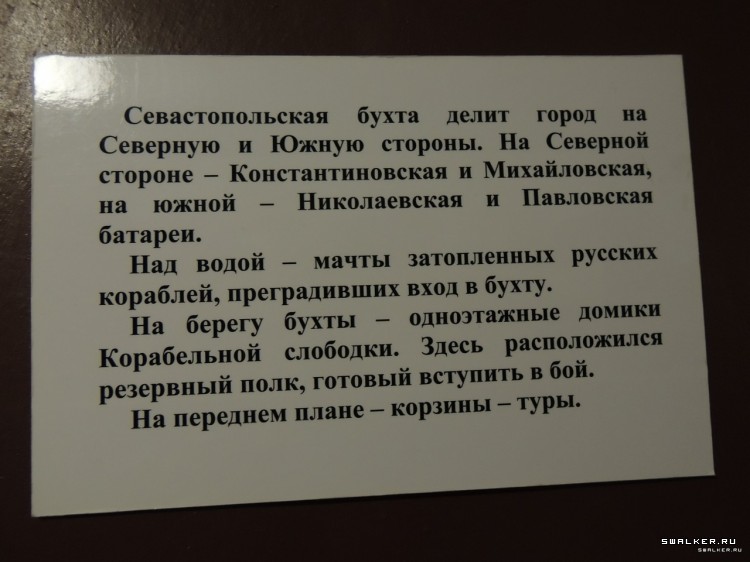 Севастопольская бухта делит город на
Северную и Южную стороны. На Северной
стороне – Константиновская и Михайловская,
на южной – Николаевская и Павловская
батареи.
Над водой – мачты затопленных русских
кораблей, преградивших вход в бухту.
На берегу бухты – одноэтажные домики
Корабельной слободки. Здесь расположился
резервный полк, готовый вступить в бой.
На переднем плане – корзины – туры.
SWALKER.RU
SWALKER.RU